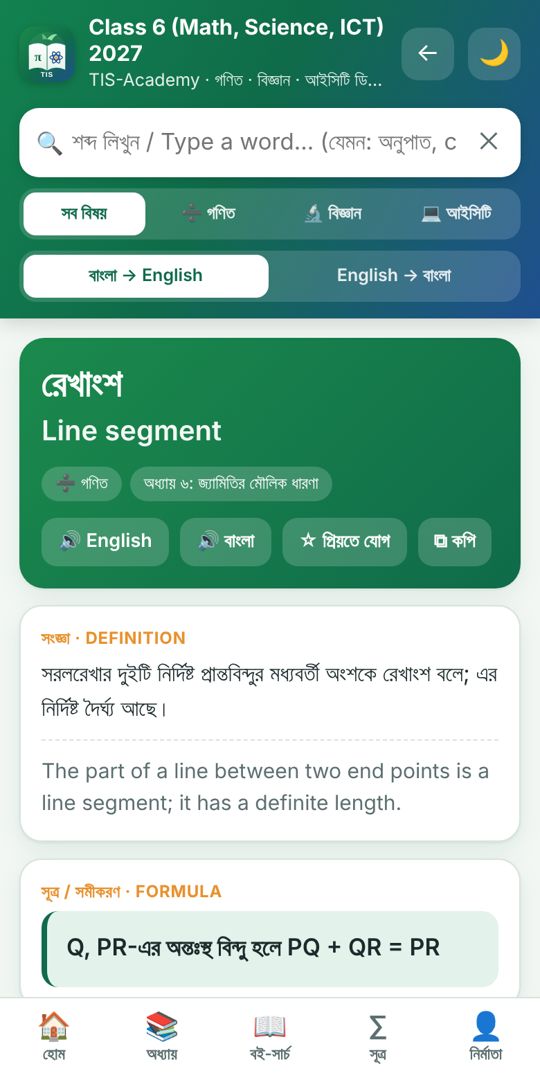 Class 6 (Math, Science, ICT)
2027
TIS-Academy · গণিত · বিজ্ঞান · আইসিটি ডি...
π
TIS
শব্দ লিখুন / Type a word... (যেমন: অনুপাত, c
সব বিষয়
গণিত
বিজ্ঞান
আইসিটি
বাংলা → English
English → বাংলা
রেখাংশ
Line segment
গণিত
অধ্যায় ৬: জ্যামিতির মৌলিক ধারণা
English
বাংলা
☆ প্রিয়তে যোগ
কপি
সংজ্ঞা · DEFINITION
সরলরেখার দুইটি নির্দিষ্ট প্রান্তবিন্দুর মধ্যবর্তী অংশকে রেখাংশ বলে; এর
নির্দিষ্ট দৈর্ঘ্য আছে।
The part of a line between two end points is a
line segment; it has a definite length.
সূত্র / সমীকরণ · FORMULA
Q, PR-এর অন্তঃস্থ বিন্দু হলে PQ + QR = PR
হোম
অধ্যায়
বই-সার্চ
∑
সূত্র
নির্মাতা